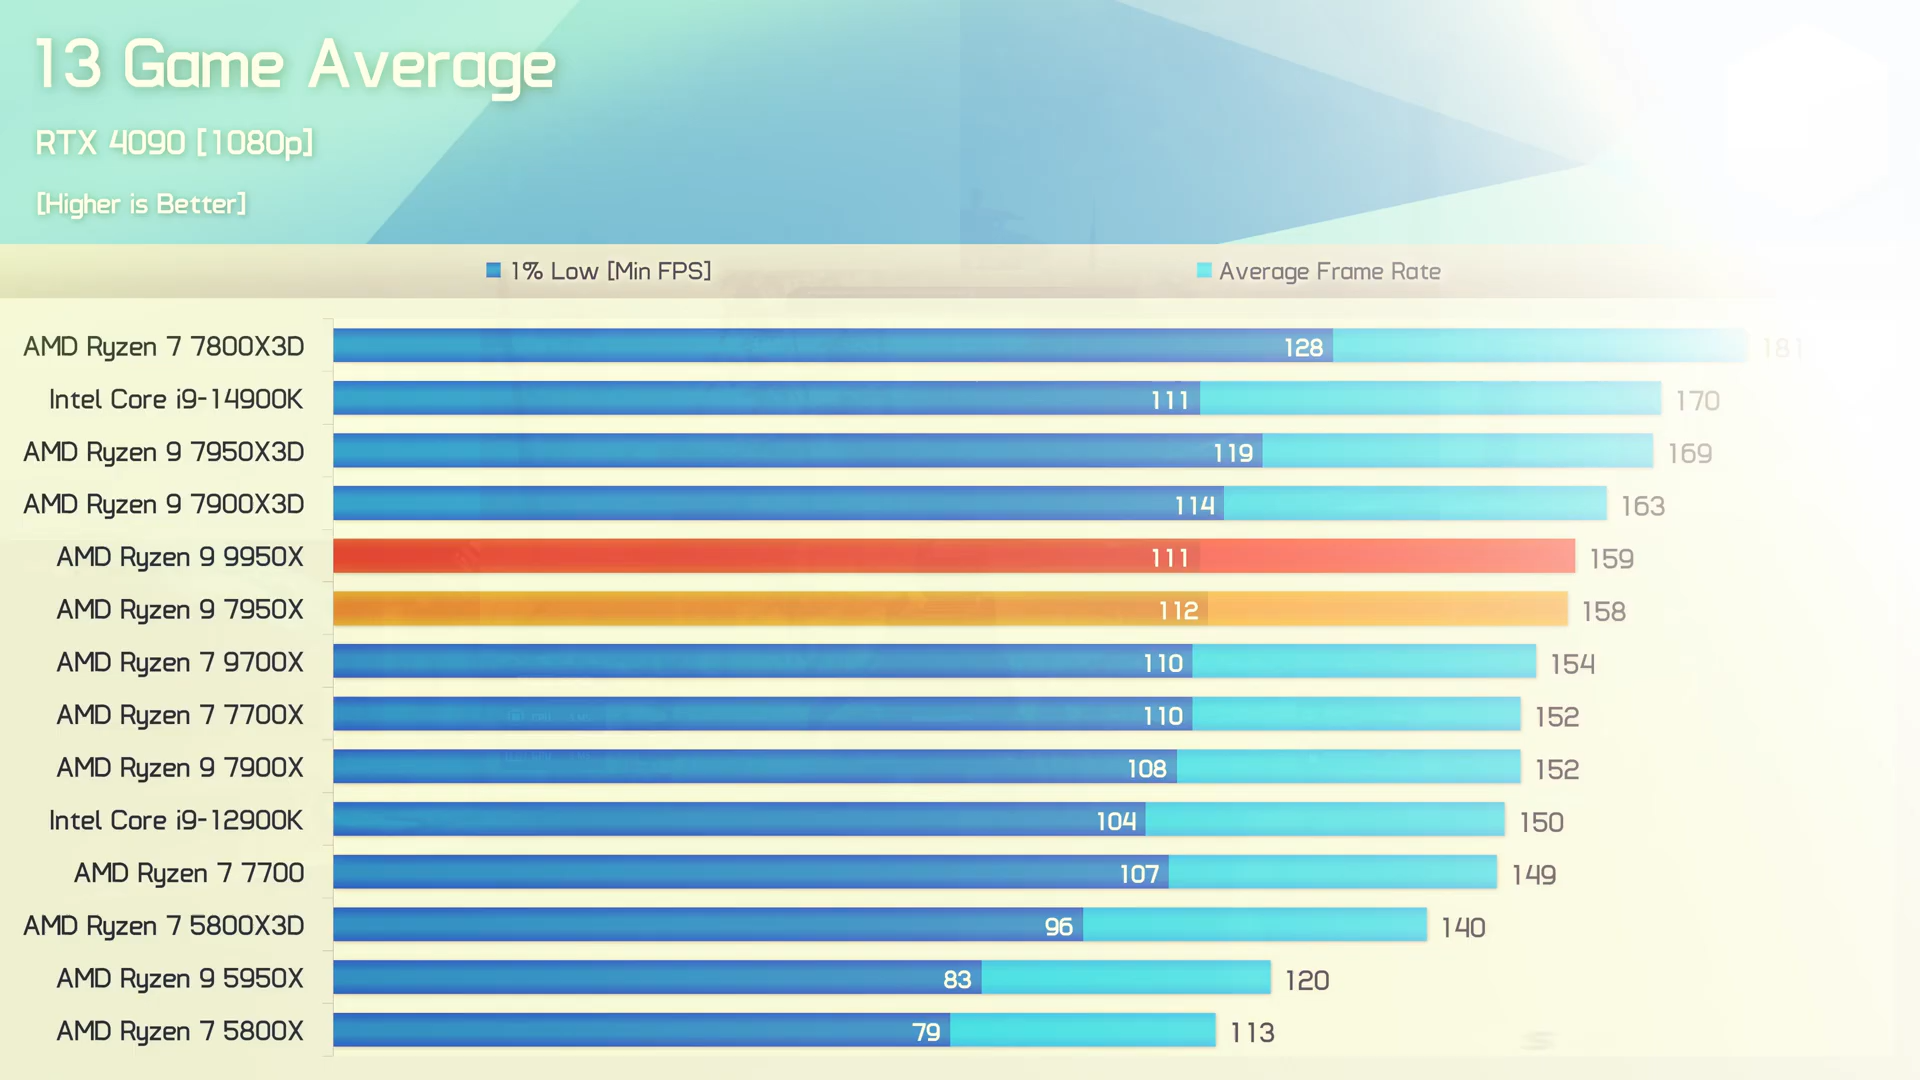 13 Game Average
RTX 4090 [1080p]
[Higher is Better]
1% Low [Min FPS] Average Frame Rate
AMD Ryzen 7 7800X3D 128 181
Intel Core i9-14900K 111 170
AMD Ryzen 9 7950X3D 119 169
AMD Ryzen 9 7900X3D 114 163
AMD Ryzen 9 9950X 111 159
AMD Ryzen 9 7950X 112 158
AMD Ryzen 7 9700X 110 154
AMD Ryzen 7 7700X 110 152
AMD Ryzen 9 7900X 108 152
Intel Core i9-12900K 104 150
AMD Ryzen 7 7700 107 149
AMD Ryzen 7 5800X3D 96 140
AMD Ryzen 9 5950X 83 120
AMD Ryzen 7 5800X 79 113